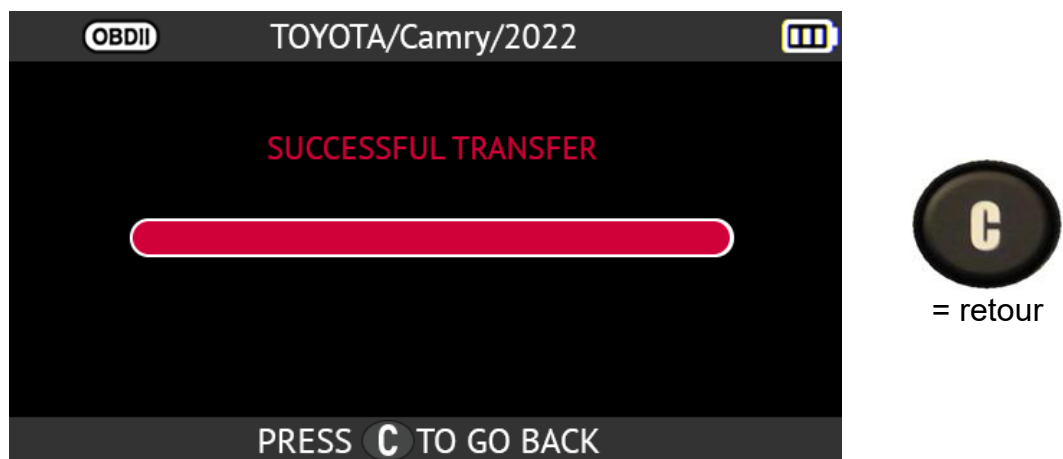 OBDII TOYOTA/Camry/2022
SUCCESSFUL TRANSFER
C
= retour
PRESS C TO GO BACK